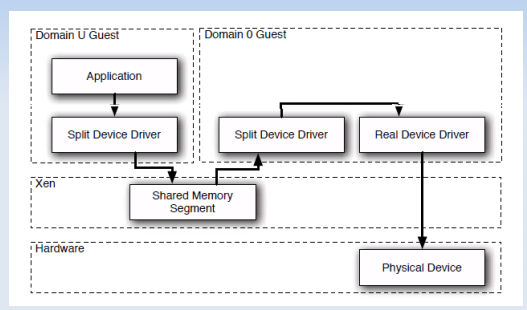 Domain U Guest
Domain 0 Guest
Application
Split Device Driver
Split Device Driver
Real Device Driver
Xen
Shared Memory
Segment
Hardware
Physical Device